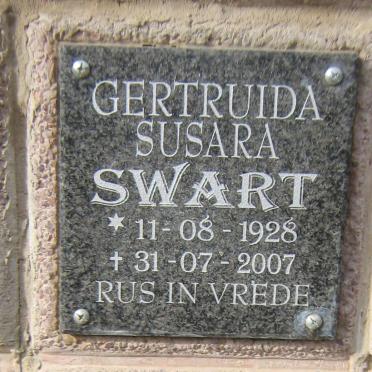 GERTRUIDA
SUSARA
SWART
* 11-08-1928
† 31-07-2007
RUS IN VREDE